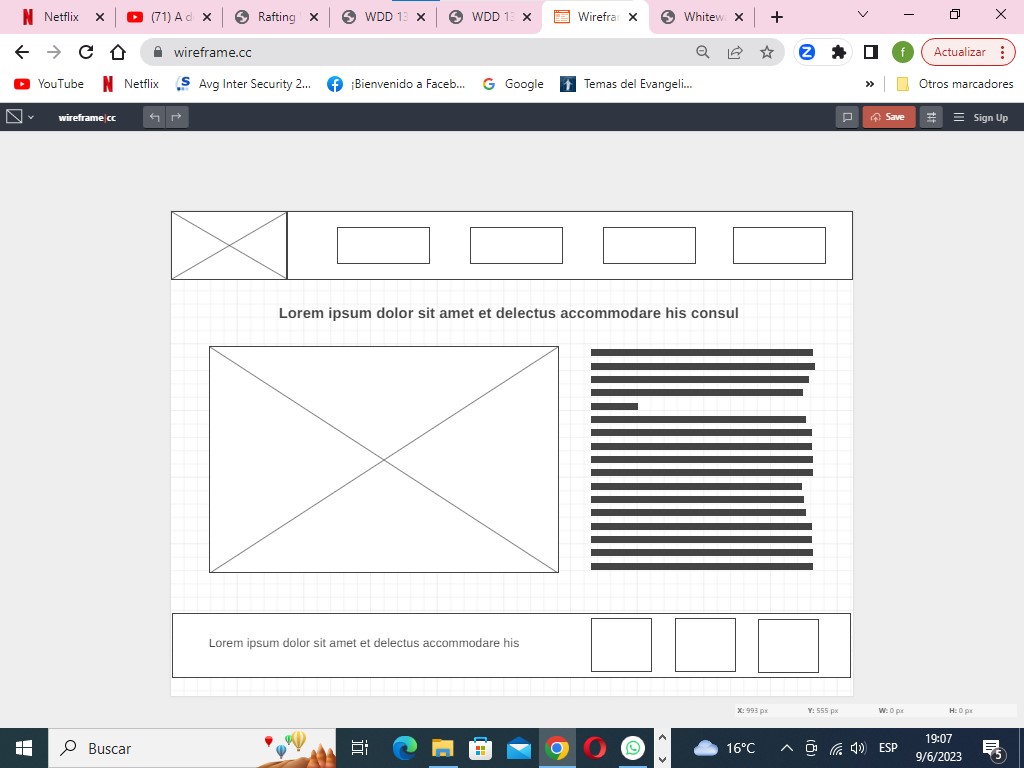 Netflix
(71) A d
Rafting
WDD 13
WDD 13
Wirefra
Whitew
wireframe.cc
Actualizar
YouTube
Netflix
Avg Inter Security 2...
¡Bienvenido a Faceb...
Google
Temas del Evangeli...
»
Otros marcadores
wireframe|cc
Save
Sign Up
Lorem ipsum dolor sit amet et delectus accommodare his consul
Lorem ipsum dolor sit amet et delectus accommodare his
X: 993 px
Y: 555 px
W: 0 px
H: 0 px
Buscar
16°C
ESP
19:07
9/6/2023
5